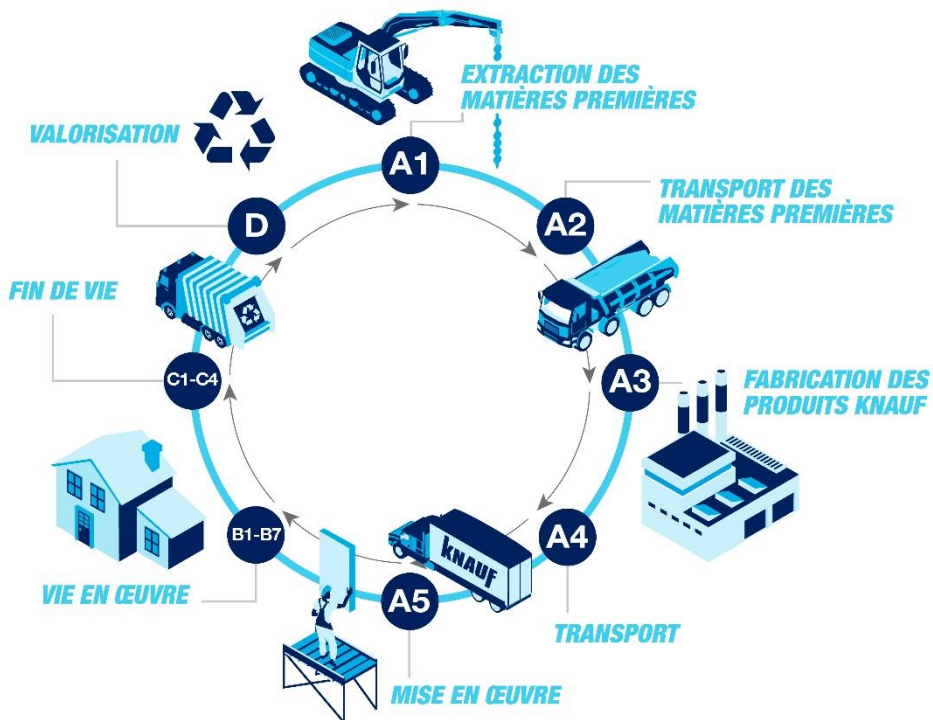 EXTRACTION DES
MATIÈRES PREMIÈRES
A1
TRANSPORT DES
MATIÈRES PREMIÈRES
A2
FABRICATION DES
PRODUITS KNAUF
A3
A4
TRANSPORT
KNAUF
A5
MISE EN ŒUVRE
B1-B7
VIE EN ŒUVRE
C1-C4
FIN DE VIE
D
VALORISATION